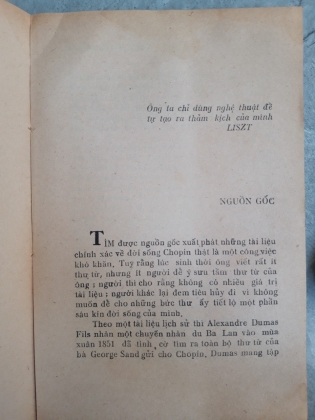 Ông ta chỉ dùng nghệ thuật để
tự tạo ra thảm kịch của mình
LISZT
NGUỒN GỐC
TÌM được nguồn gốc xuất phát những tài liệu
chính xác về đời sống Chopin thật là một công việc
khó khăn. Tuy rằng lúc sinh thời ông viết rất ít
thư từ, nhưng ít người để ý sưu tầm thư từ của
ông; người thì cho rằng không có nhiều giá trị
tài liệu; người khác lại đem tiêu hủy đi vì không
muốn để cho những bức thư ấy tiết lộ một phần
sâu kín đời sống của mình.
Theo một tài liệu lịch sử thì Alexandre Dumas
Fils nhân một chuyến nhàn du Ba Lan vào mùa
xuân 1851 đã tình cờ tìm ra toàn bộ thư từ của
bà George Sand gửi cho Chopin, Dumas mang tập